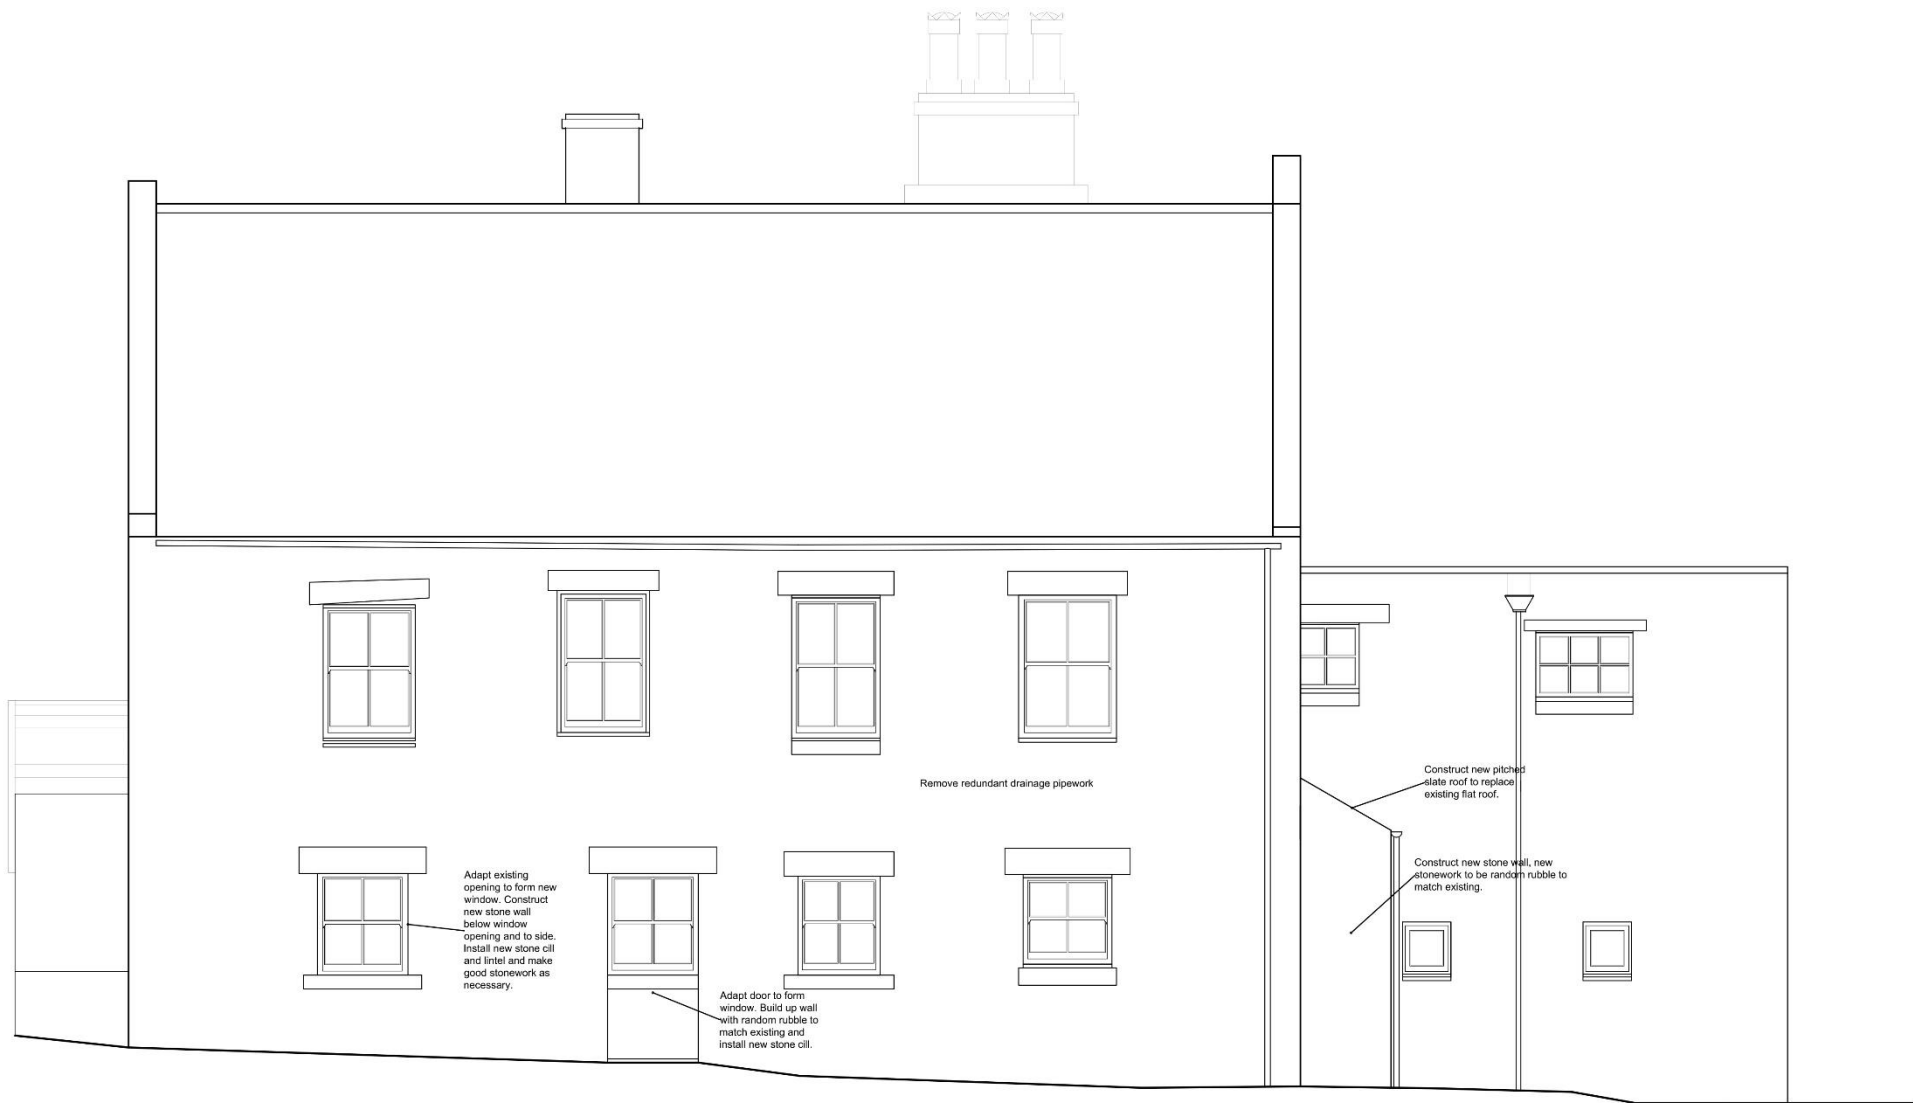 Remove redundant drainage pipework
Construct new pitched
slate roof to replace
existing flat roof.
Construct new stone wall, new
stonework to be random rubble to
match existing.
Adapt existing
opening to form new
window. Construct
new stone wall
below window
opening and to side.
Install new stone cill
and lintel and make
good stonework as
necessary.
Adapt door to form
window. Build up wall
with random rubble to
match existing and
install new stone cill.